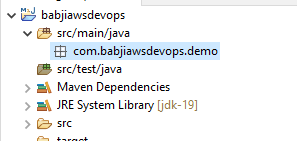 babjiawsdevops
src/main/java
com.babjiawsdevops.demo
src/test/java
Maven Dependencies
JRE System Library [jdk-19]
src
target